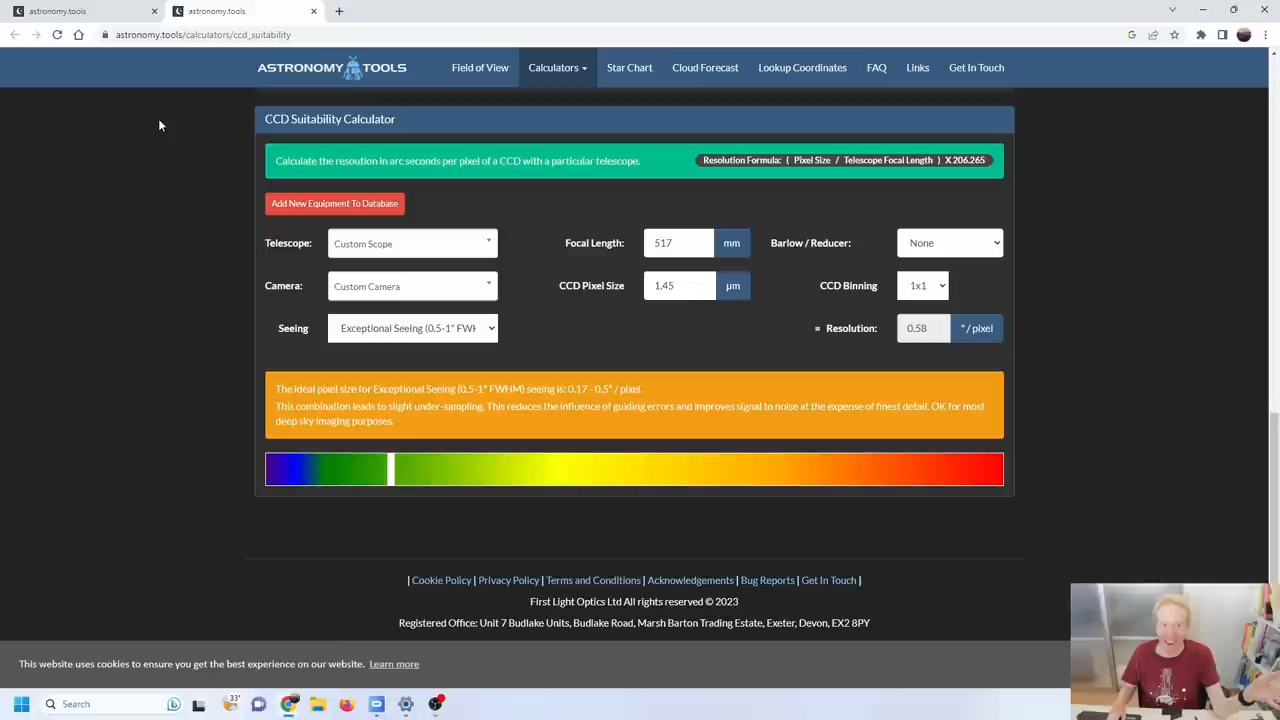 astronomy.tools
astronomy.tools
astronomy.tools/calculators/ccd_suitability
ASTRONOMY TOOLS
Field of View
Calculators
Star Chart
Cloud Forecast
Lookup Coordinates
FAQ
Links
Get In Touch
CCD Suitability Calculator
Calculate the resoution in arc seconds per pixel of a CCD with a particular telescope.
Resolution Formula: ( Pixel Size / Telescope Focal Length ) X 206.265
Add New Equipment To Database
Telescope: Custom Scope Focal Length: 517 mm Barlow / Reducer: None
Camera: Custom Camera CCD Pixel Size 1.45 µm CCD Binning 1x1
Seeing Exceptional Seeing (0.5-1" FWH = Resolution: 0.58 " / pixel
The ideal pixel size for Exceptional Seeing (0.5-1" FWHM) seeing is: 0.17 - 0.5" / pixel.
This combination leads to slight under-sampling. This reduces the influence of guiding errors and improves signal to noise at the expense of finest detail. OK for most
deep sky imaging purposes.
| Cookie Policy | Privacy Policy | Terms and Conditions | Acknowledgements | Bug Reports | Get In Touch |
First Light Optics Ltd All rights reserved © 2023
Registered Office: Unit 7 Budlake Units, Budlake Road, Marsh Barton Trading Estate, Exeter, Devon, EX2 8PY
This website uses cookies to ensure you get the best experience on our website. Learn more
Search
33°